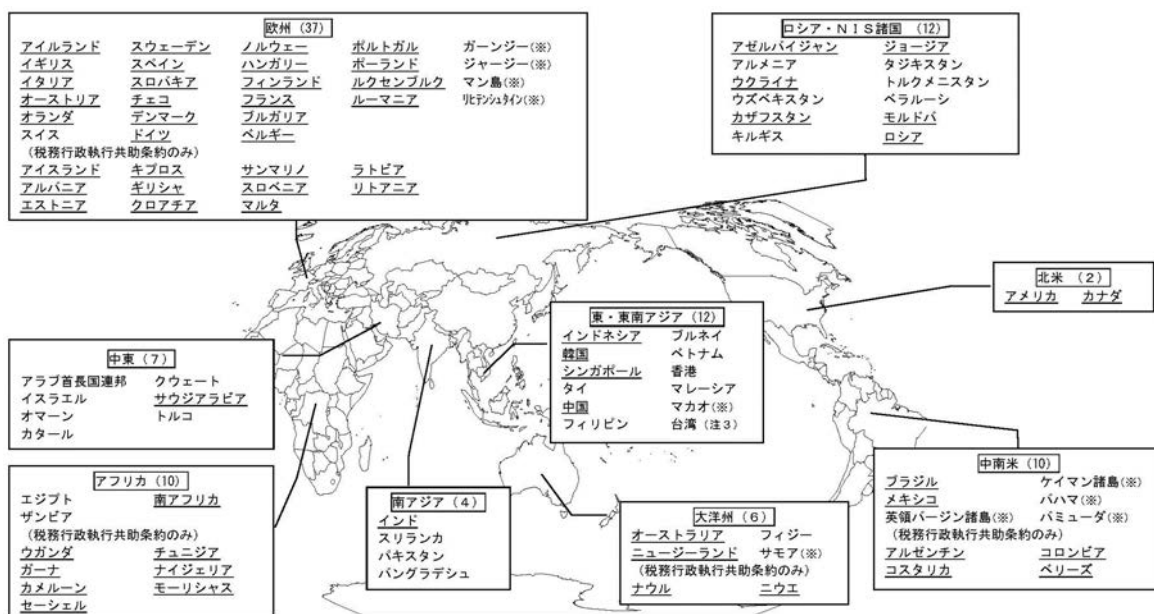 欧州 (37)
アイルランド スウェーデン ノルウェー ポルトガル ガーンジー(※)
イギリス スペイン ハンガリー ポーランド ジャージー(※)
イタリア スロバキア フィンランド ルクセンブルク マン島(※)
オーストリア チェコ フランス ルーマニア リヒテンシュタイン(※)
オランダ デンマーク ブルガリア
スイス ドイツ ベルギー
(税務行政執行共助条約のみ)
アイスランド キプロス サンマリノ ラトビア
アルバニア ギリシャ スロベニア リトアニア
エストニア クロアチア マルタ
ロシア・NIS諸国 (12)
アゼルバイジャン ジョージア
アルメニア タジキスタン
ウクライナ トルクメニスタン
ウズベキスタン ベラルーシ
カザフスタン モルドバ
キルギス ロシア
北米 (2)
アメリカ カナダ
東・東南アジア (12)
インドネシア ブルネイ
韓国 ベトナム
シンガポール 香港
タイ マレーシア
中国 マカオ(※)
フィリピン 台湾 (注3)
中東 (7)
アラブ首長国連邦 クウェート
イスラエル サウジアラビア
オマーン トルコ
カタール
アフリカ (10)
エジプト 南アフリカ
ザンビア
(税務行政執行共助条約のみ)
ウガンダ チュニジア
ガーナ ナイジェリア
カメルーン モーリシャス
セーシェル
南アジア (4)
インド
スリランカ
パキスタン
バングラデシュ
大洋州 (6)
オーストラリア フィジー
ニュージーランド サモア(※)
(税務行政執行共助条約のみ)
ナウル ニウエ
中南米 (10)
ブラジル ケイマン諸島(※)
メキシコ バハマ(※)
英領バージン諸島(※) バミューダ(※)
(税務行政執行共助条約のみ)
アルゼンチン コロンビア
コスタリカ ベリーズ